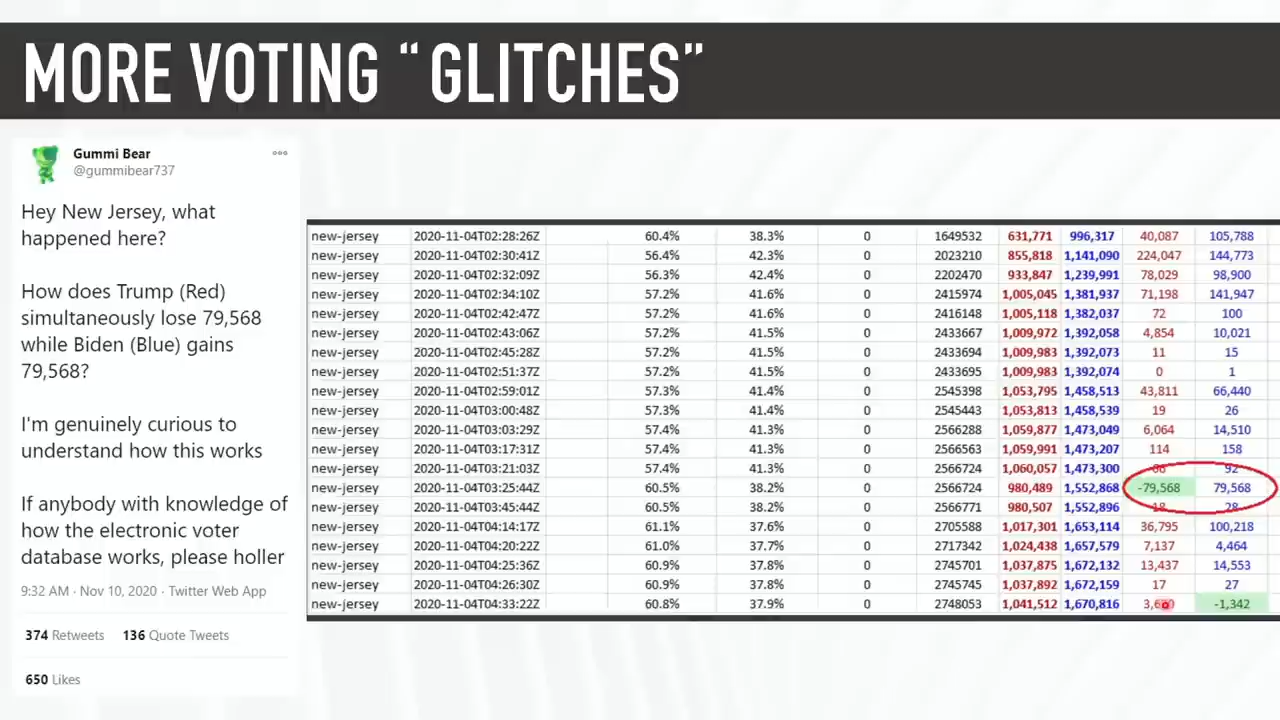 MORE VOTING “GLITCHES”
Gummi Bear
@gummibear737
Hey New Jersey, what
happened here?
How does Trump (Red)
simultaneously lose 79,568
while Biden (Blue) gains
79,568?
I'm genuinely curious to
understand how this works
If anybody with knowledge of
how the electronic voter
database works, please holler
9:32 AM · Nov 10, 2020 · Twitter Web App
374 Retweets 136 Quote Tweets
650 Likes
new-jersey 2020-11-04T02:28:26Z 60.4% 38.3% 0 1649532 631,771 996,317 40,087 105,788
new-jersey 2020-11-04T02:30:41Z 56.4% 42.3% 0 2023210 855,818 1,141,090 224,047 144,773
new-jersey 2020-11-04T02:32:09Z 56.3% 42.4% 0 2202470 933,847 1,239,991 78,029 98,900
new-jersey 2020-11-04T02:34:10Z 57.2% 41.6% 0 2415974 1,005,045 1,381,937 71,198 141,947
new-jersey 2020-11-04T02:42:47Z 57.2% 41.6% 0 2416148 1,005,118 1,382,037 72 100
new-jersey 2020-11-04T02:43:06Z 57.2% 41.5% 0 2433667 1,009,972 1,392,058 4,854 10,021
new-jersey 2020-11-04T02:45:28Z 57.2% 41.5% 0 2433694 1,009,983 1,392,073 11 15
new-jersey 2020-11-04T02:51:37Z 57.2% 41.5% 0 2433695 1,009,983 1,392,074 0 1
new-jersey 2020-11-04T02:59:01Z 57.3% 41.4% 0 2545398 1,053,795 1,458,513 43,811 66,440
new-jersey 2020-11-04T03:00:48Z 57.3% 41.4% 0 2545443 1,053,813 1,458,539 19 26
new-jersey 2020-11-04T03:03:29Z 57.4% 41.3% 0 2566288 1,059,877 1,473,049 6,064 14,510
new-jersey 2020-11-04T03:17:31Z 57.4% 41.3% 0 2566563 1,059,991 1,473,207 114 158
new-jersey 2020-11-04T03:21:03Z 57.4% 41.3% 0 2566724 1,060,057 1,473,300 66 92
new-jersey 2020-11-04T03:25:44Z 60.5% 38.2% 0 2566724 980,489 1,552,868 -79,568 79,568
new-jersey 2020-11-04T03:45:44Z 60.5% 38.2% 0 2566771 980,507 1,552,896 18 28
new-jersey 2020-11-04T04:14:17Z 61.1% 37.6% 0 2705588 1,017,301 1,653,114 36,795 100,218
new-jersey 2020-11-04T04:20:22Z 61.0% 37.7% 0 2717342 1,024,438 1,657,579 7,137 4,464
new-jersey 2020-11-04T04:25:36Z 60.9% 37.8% 0 2745701 1,037,875 1,672,132 13,437 14,553
new-jersey 2020-11-04T04:26:30Z 60.9% 37.8% 0 2745745 1,037,892 1,672,159 17 27
new-jersey 2020-11-04T04:33:22Z 60.8% 37.9% 0 2748053 1,041,512 1,670,816 -1,342